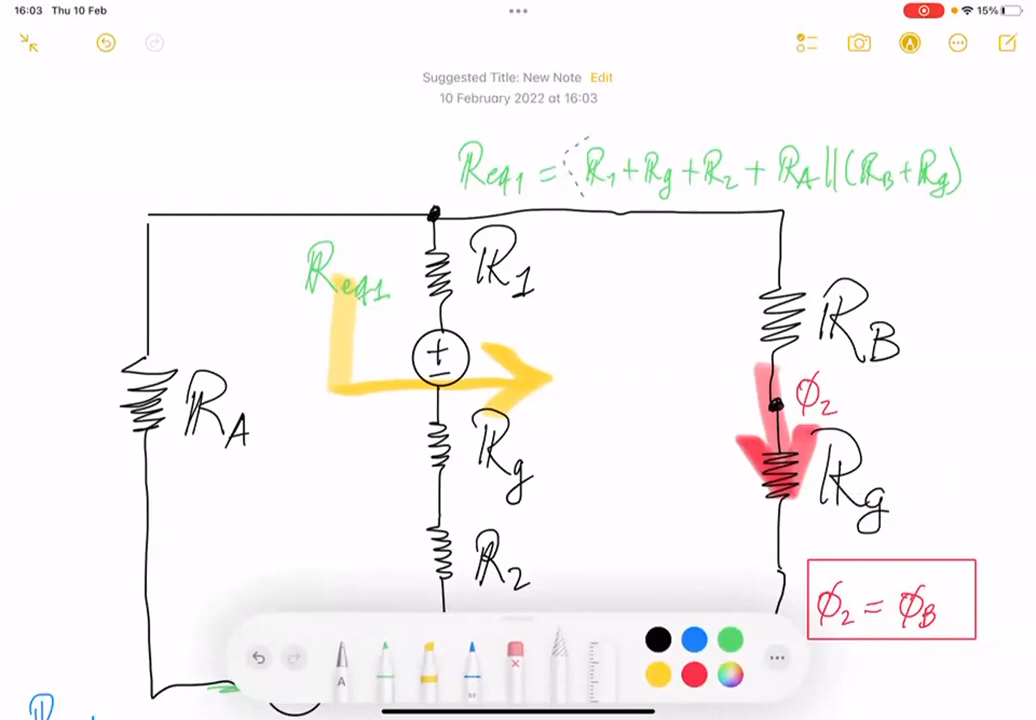 16:03 Thu 10 Feb
15%
Suggested Title: New Note Edit
10 February 2022 at 16:03
Req1 = R1 + Rg + R2 + RA || (RB + Rg)
Req1
R1
RB
+
−
ϕ2
RA
Rg
Rg
R2
ϕ2 = ϕB
A